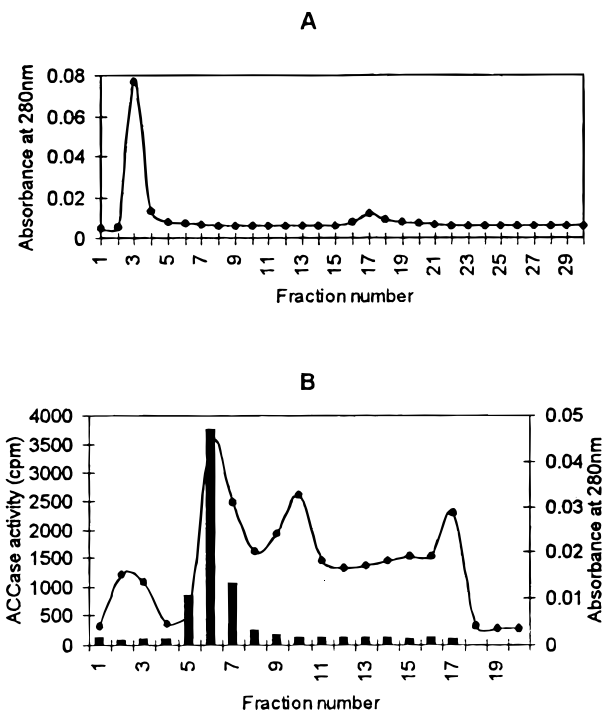 A
Absorbance at 280nm
0.08
0.06
0.04
0.02
0
1 3 5 7 9 11 13 15 17 19 21 23 25 27 29
Fraction number
B
ACCase activity (cpm)
4000
3500
3000
2500
2000
1500
1000
500
0
0.05
0.04
0.03
0.02
0.01
0
Absorbance at 280nm
1 3 5 7 9 11 13 15 17 19
Fraction number